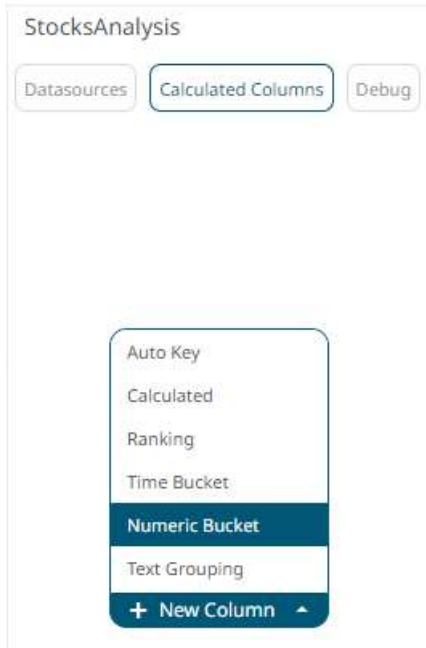 StocksAnalysis
Datasources Calculated Columns Debug
Auto Key
Calculated
Ranking
Time Bucket
Numeric Bucket
Text Grouping
+ New Column